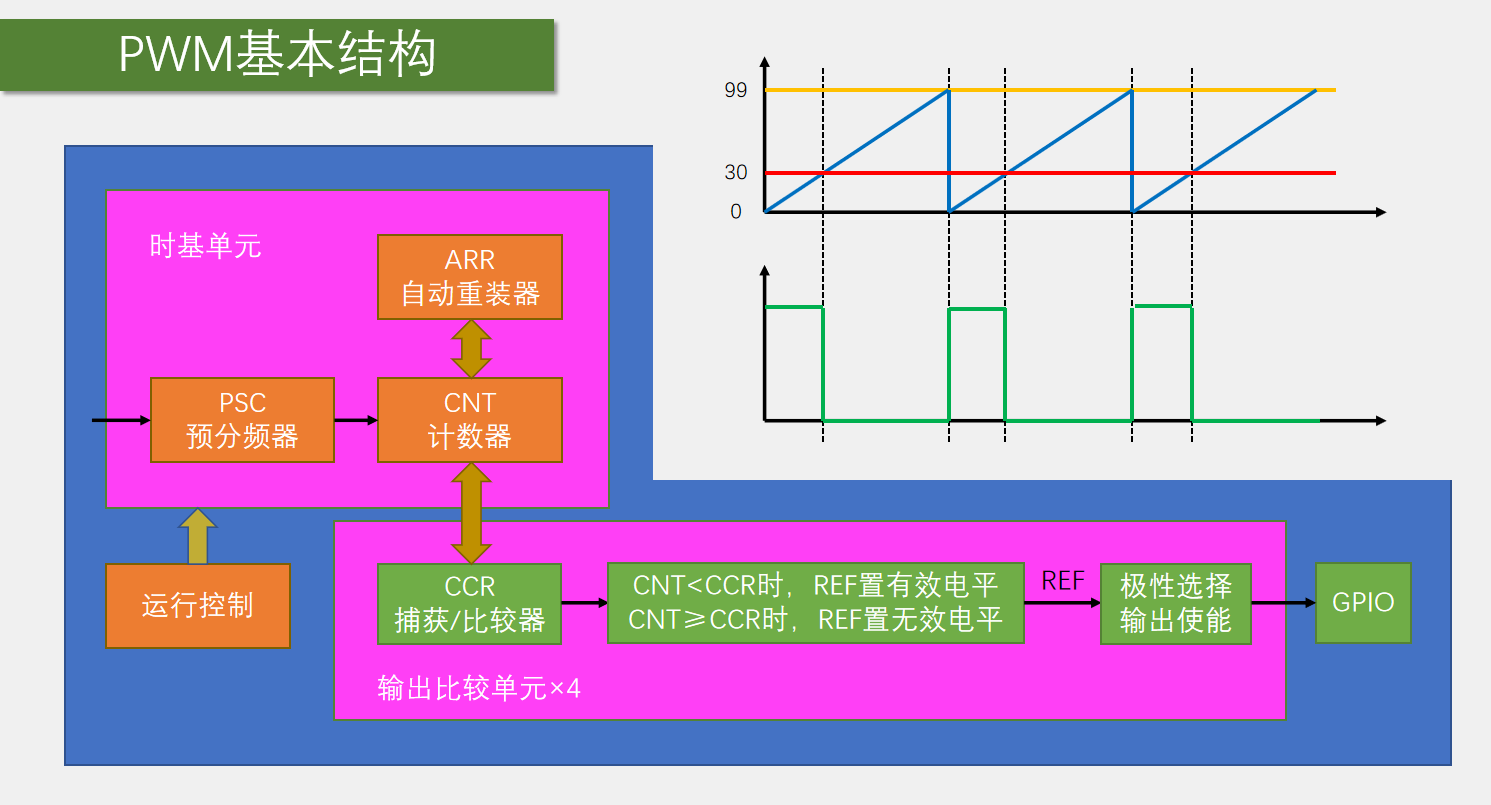 PWM基本结构
99
30
0
时基单元
ARR
自动重装器
PSC
预分频器
CNT
计数器
运行控制
CCR
捕获/比较器
CNT<CCR时，REF置有效电平
CNT≥CCR时，REF置无效电平
REF
极性选择
输出使能
GPIO
输出比较单元×4